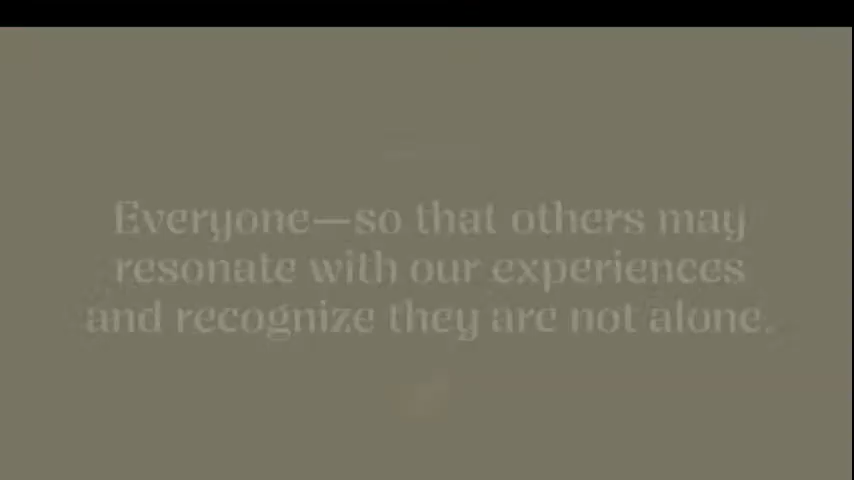 Everyone—so that others may
resonate with our experiences
and recognize they are not alone.